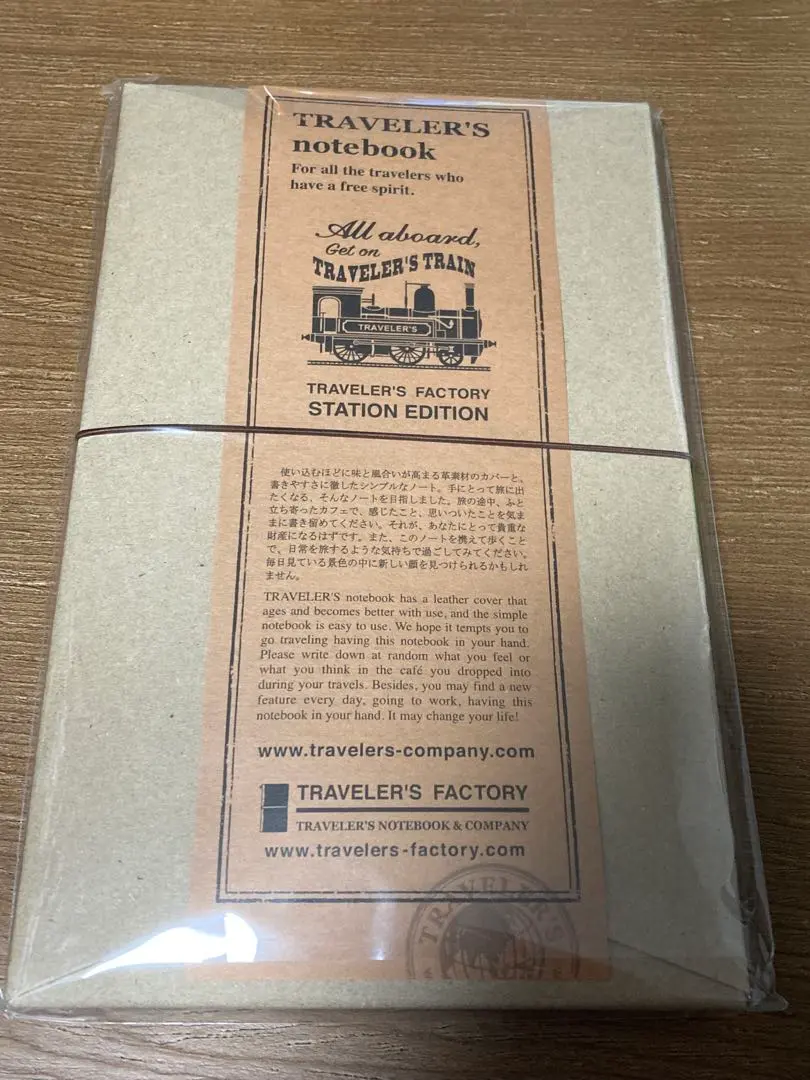 TRAVELER'S
notebook
For all the travelers who
have a free spirit.
All aboard,
Get on
TRAVELER'S TRAIN
TRAVELER'S
TRAVELER'S FACTORY
STATION EDITION
使い込むほどに味と風合いが高まる革素材のカバーと、
書きやすさに徹したシンプルなノート。手にとって旅に出
たくなる、そんなノートを目指しました。旅の途中、ふと
立ち寄ったカフェで、感じたこと、思いついたことを気ま
まに書き留めてください。それが、あなたにとって貴重な
財産になるはずです。また、このノートを携えて歩くこと
で、日常を旅するような気持ちで過ごしてみてください。
毎日見ている景色の中に新しい顔を見つけられるかもしれ
ません。
TRAVELER'S notebook has a leather cover that
ages and becomes better with use, and the simple
notebook is easy to use. We hope it tempts you to
go traveling having this notebook in your hand.
Please write down at random what you feel or
what you think in the café you dropped into
during your travels. Besides, you may find a new
feature every day, going to work, having this
notebook in your hand. It may change your life!
www.travelers-company.com
TRAVELER'S FACTORY
TRAVELER'S NOTEBOOK & COMPANY
www.travelers-factory.com
TRAVELER'S